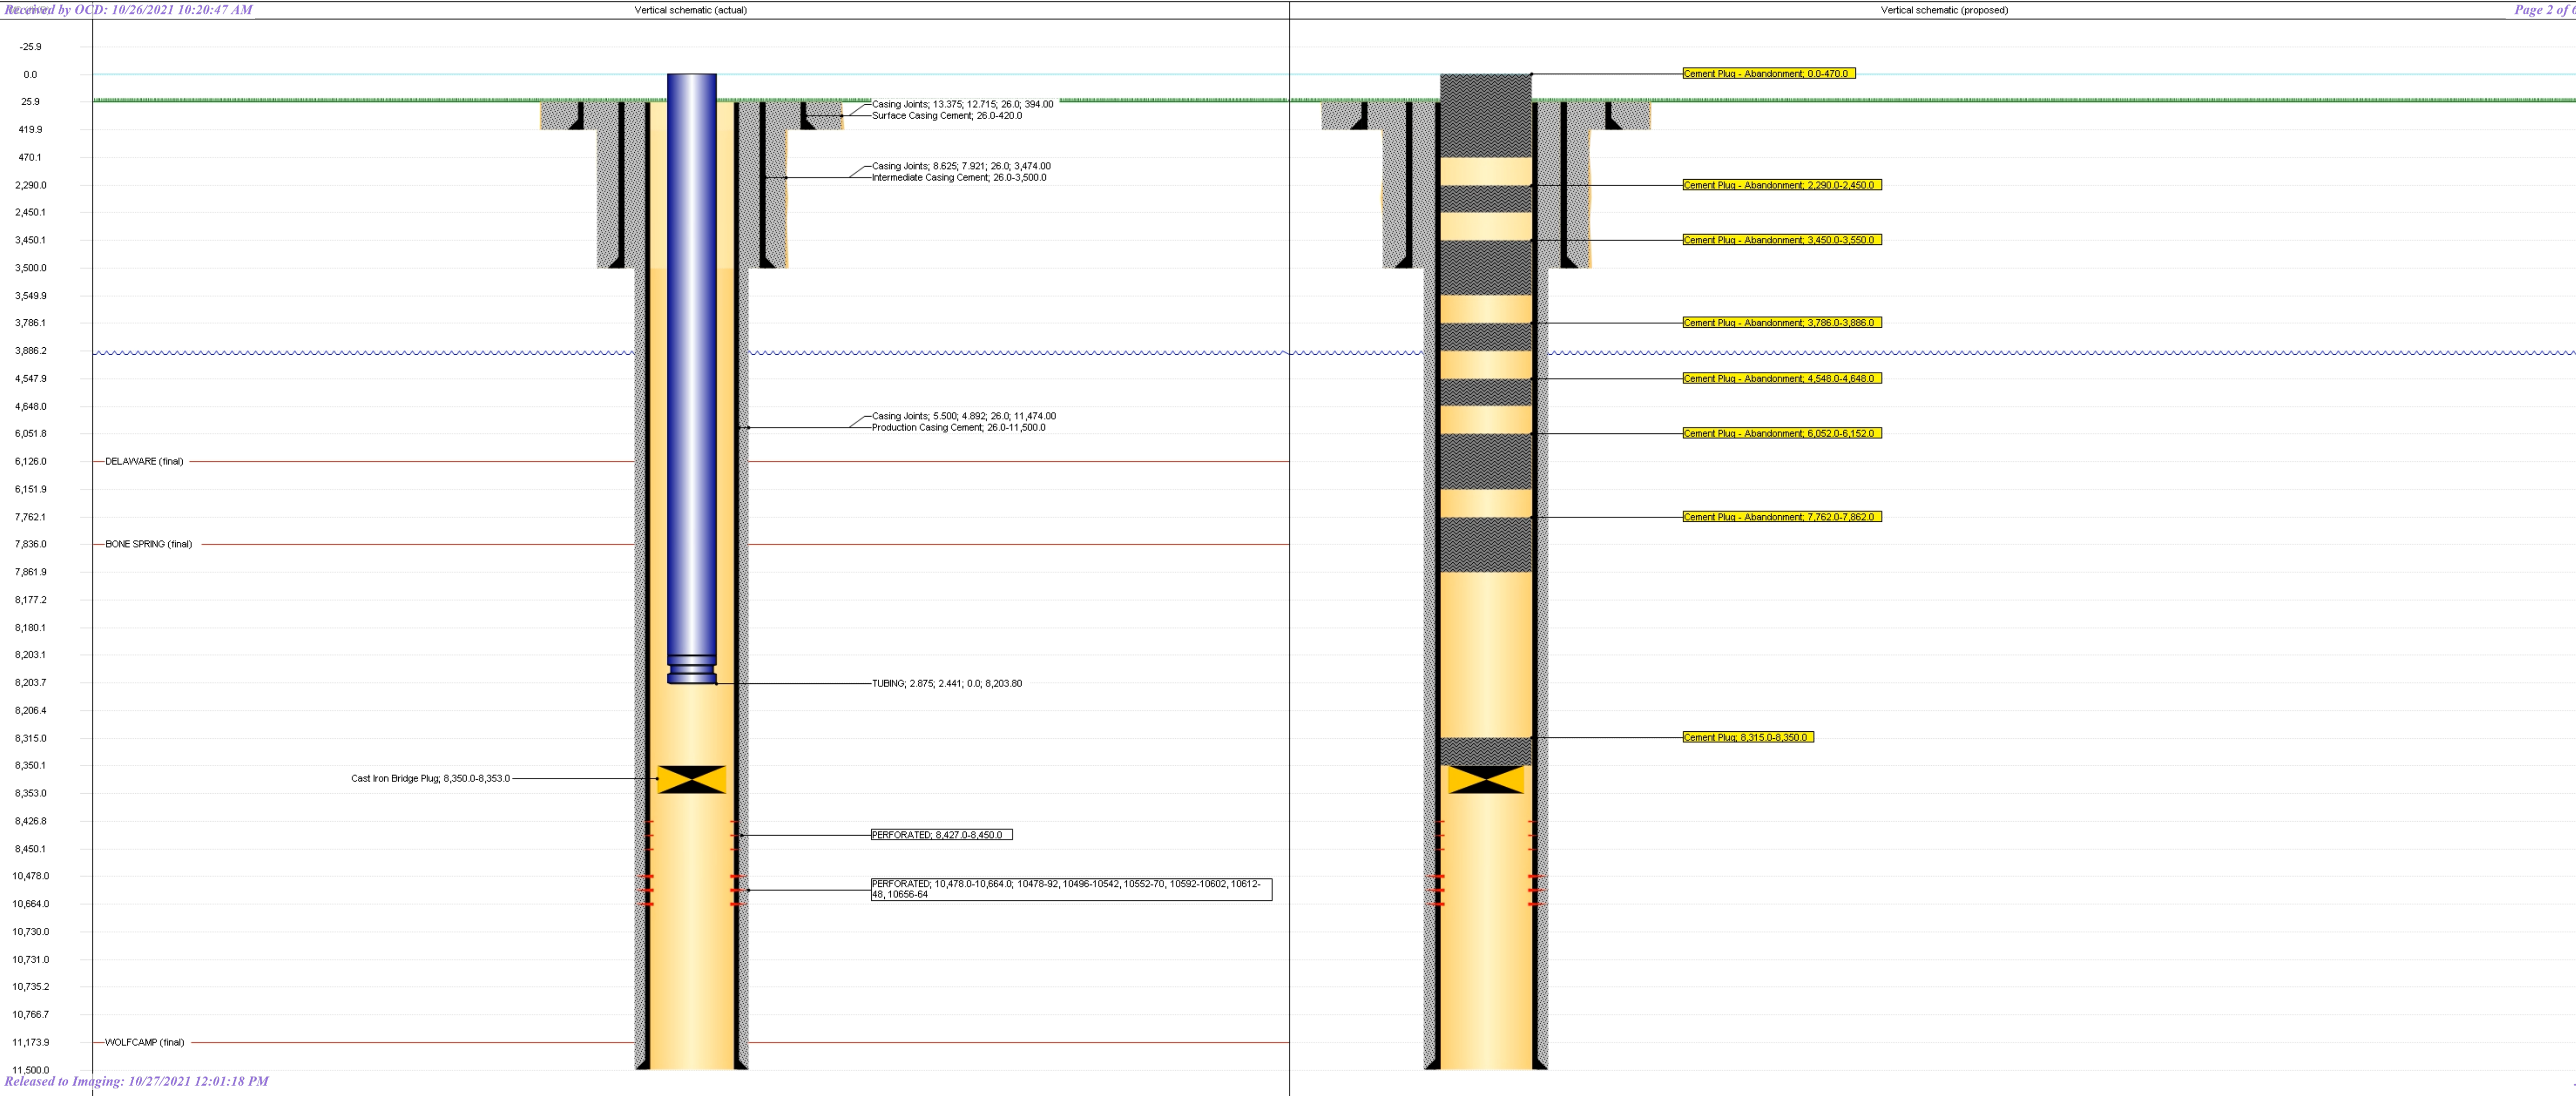 Received by OCD: 10/26/2021 10:20:47 AM
Vertical schematic (actual)
Vertical schematic (proposed)
Page 2 of 6
-25.9
0.0
25.9
419.9
470.1
2,290.0
2,450.1
3,450.1
3,500.0
3,549.9
3,786.1
3,886.2
4,547.9
4,648.0
6,051.8
6,126.0
6,151.9
7,762.1
7,836.0
7,861.9
8,177.2
8,180.1
8,203.1
8,203.7
8,206.4
8,315.0
8,350.1
8,353.0
8,426.8
8,450.1
10,478.0
10,664.0
10,730.0
10,731.0
10,735.2
10,766.7
11,173.9
11,500.0
DELAWARE (final)
BONE SPRING (final)
WOLFCAMP (final)
Casing Joints; 13.375; 12.715; 26.0; 394.00
Surface Casing Cement; 26.0-420.0
Casing Joints; 8.625; 7.921; 26.0; 3,474.00
Intermediate Casing Cement; 26.0-3,500.0
Casing Joints; 5.500; 4.892; 26.0; 11,474.00
Production Casing Cement; 26.0-11,500.0
TUBING; 2.875; 2.441; 0.0; 8,203.80
Cast Iron Bridge Plug; 8,350.0-8,353.0
PERFORATED; 8,427.0-8,450.0
PERFORATED; 10,478.0-10,664.0; 10478-92, 10496-10542, 10552-70, 10592-10602, 10612-
48, 10656-64
Cement Plug - Abandonment; 0.0-470.0
Cement Plug - Abandonment; 2,290.0-2,450.0
Cement Plug - Abandonment; 3,450.0-3,550.0
Cement Plug - Abandonment; 3,786.0-3,886.0
Cement Plug - Abandonment; 4,548.0-4,648.0
Cement Plug - Abandonment; 6,052.0-6,152.0
Cement Plug - Abandonment; 7,762.0-7,862.0
Cement Plug; 8,315.0-8,350.0
Released to Imaging: 10/27/2021 12:01:18 PM